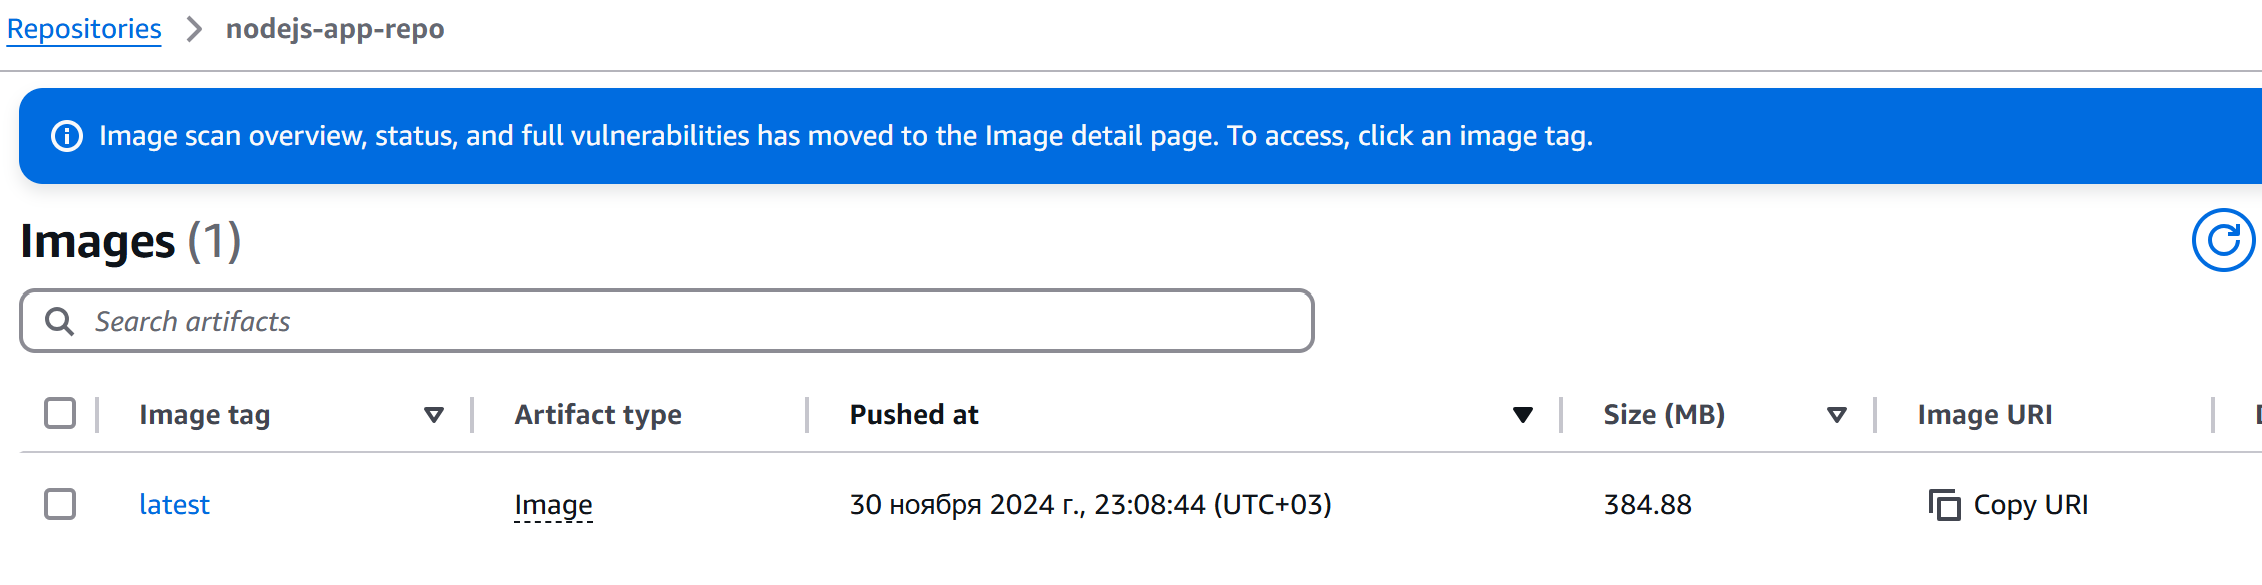 Repositories > nodejs-app-repo
Image scan overview, status, and full vulnerabilities has moved to the Image detail page. To access, click an image tag.
Images (1)
Search artifacts
Image tag Artifact type Pushed at Size (MB) Image URI
latest Image 30 ноября 2024 г., 23:08:44 (UTC+03) 384.88 Copy URI